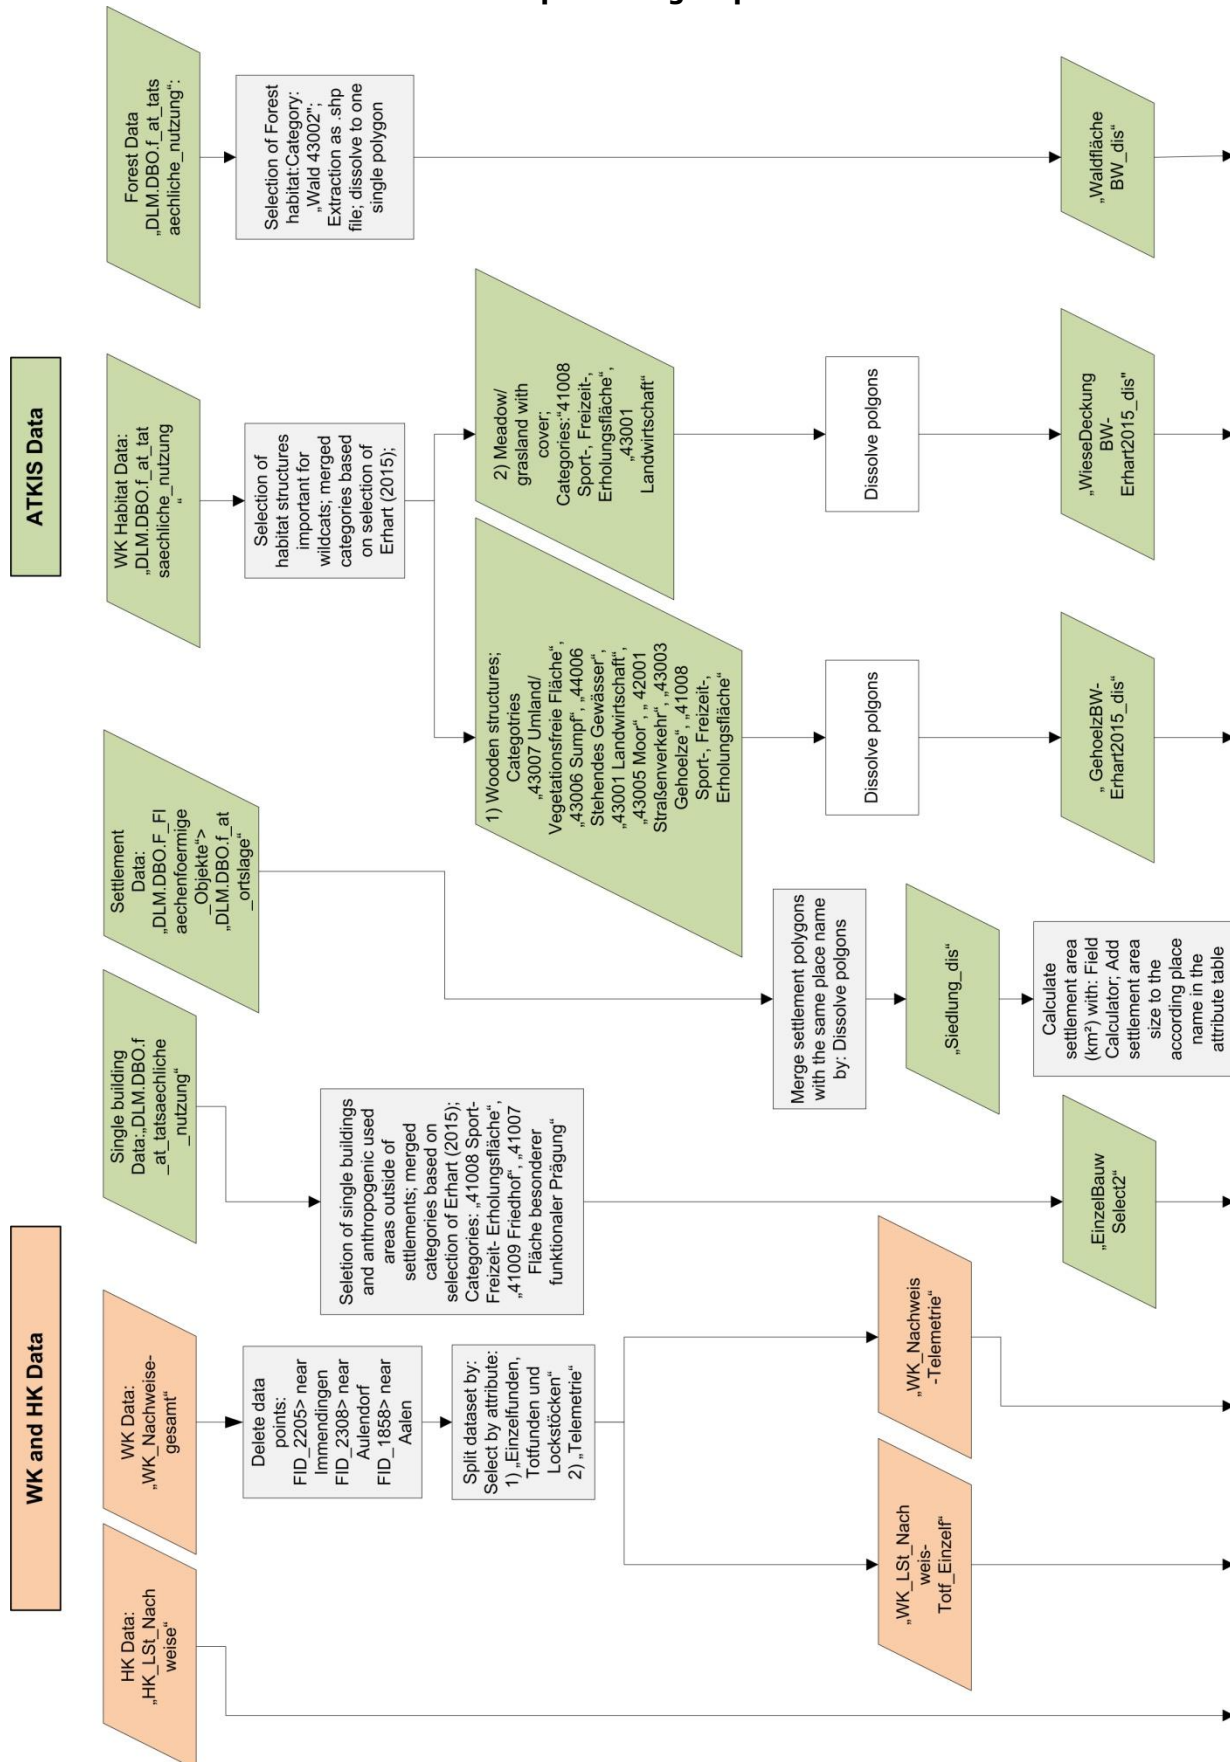 WK and HK Data
ATKIS Data
HK Data:
„HK_LSt_Nach
weise“
WK Data:
„WK_Nachweise-
gesamt“
Delete data
points:
FID_2205> near
Immendingen
FID_2308> near
Aulendorf
FID_1858> near
Aalen
Split dataset by:
Select by attribute:
1) „Einzelfunden,
Totfunden und
Lockstöcken“
2) „Telemetrie“
„WK_LSt_Nach
weis-
Totf_Einzelf“
„WK_Nachweis
-Telemetrie“
Single building
Data:„DLM.DBO.f
_at_tatsaechliche
_nutzung“
Seletion of single buildings
and anthropogenic used
areas outside of
settlements; merged
categories based on
selection of Erhart (2015);
Categories: „41008 Sport-
Freizeit- Erholungsfläche“,
„41009 Friedhof“, „41007
Fläche besonderer
funktionaler Prägung“
„EinzelBauw
Select2“
Settlement
Data:
„DLM.DBO.F_Fl
aechenfoermige
_Objekte“>
„DLM.DBO.f_at
_ortslage“
Merge settlement polygons
with the same place name
by: Dissolve polgons
„Siedlung_dis“
Calculate
settlement area
(km²) with: Field
Calculator; Add
settlement area
size to the
according place
name in the
attribute table
WK Habitat Data:
„DLM.DBO.f_at_tat
saechliche_nutzung
“
Selection of
habitat structures
important for
wildcats; merged
categories based
on selection of
Erhart (2015);
1) Wooden structures;
Categotries
„43007 Umland/
Vegetationsfreie Fläche“,
„43006 Sumpf“, „44006
Stehendes Gewässer“,
„43001 Landwirtschaft“,
„43005 Moor“, „ 42001
Straßenverkehr“, „43003
Gehoelze“, „41008
Sport-, Freizeit-,
Erholungsfläche“
Dissolve polgons
„ GehoelzBW-
Erhart2015_dis“
2) Meadow/
grasland with
cover;
Categories:“41008
Sport-, Freizeit-,
Erholungsfläche“,
„43001
Landwirtschaft“
Dissolve polgons
„WieseDeckung
BW-
Erhart2015_dis"
Forest Data
„DLM.DBO.f_at_tats
aechliche_nutzung“:
Selection of Forest
habitat:Category:
„Wald 43002";
Extraction as .shp
file; dissolve to one
single polygon
„Waldfläche
BW_dis“